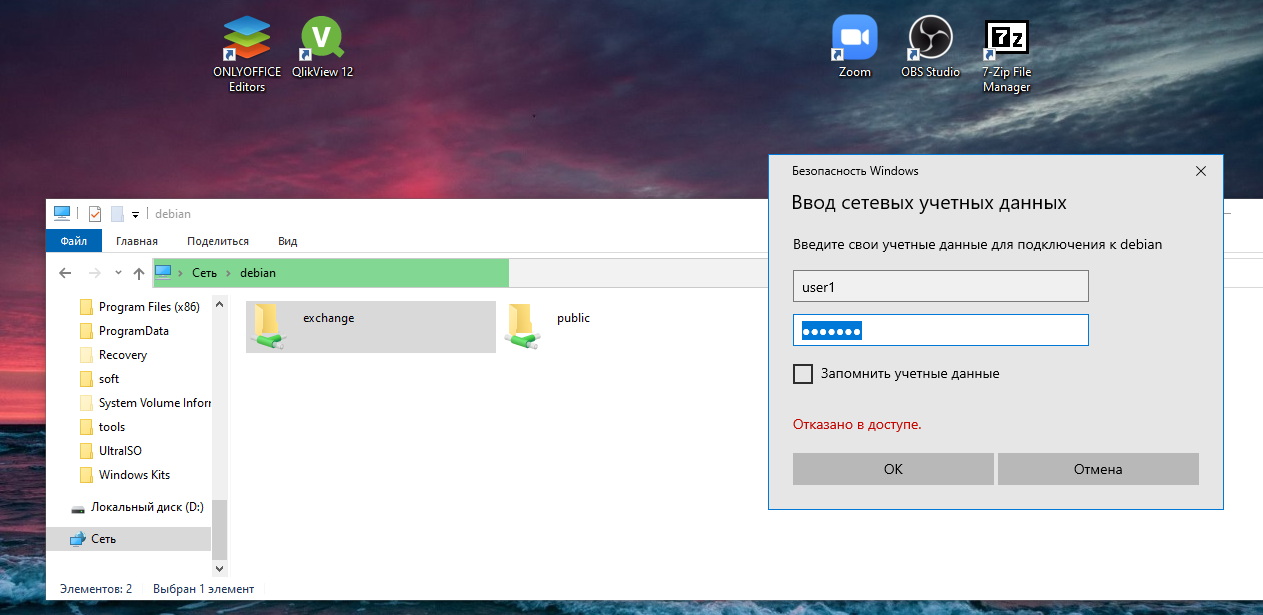 ONLYOFFICE
Editors
QlikView 12
Zoom
OBS Studio
7-Zip File
Manager
debian
Файл
Главная
Поделиться
Вид
Сеть
debian
Program Files (x86)
ProgramData
Recovery
soft
System Volume Inforr
tools
UltraISO
Windows Kits
Локальный диск (D:)
Сеть
exchange
public
Элементов: 2
Выбран 1 элемент
Безопасность Windows
Ввод сетевых учетных данных
Введите свои учетные данные для подключения к debian
user1
Запомнить учетные данные
Отказано в доступе.
ОК
Отмена